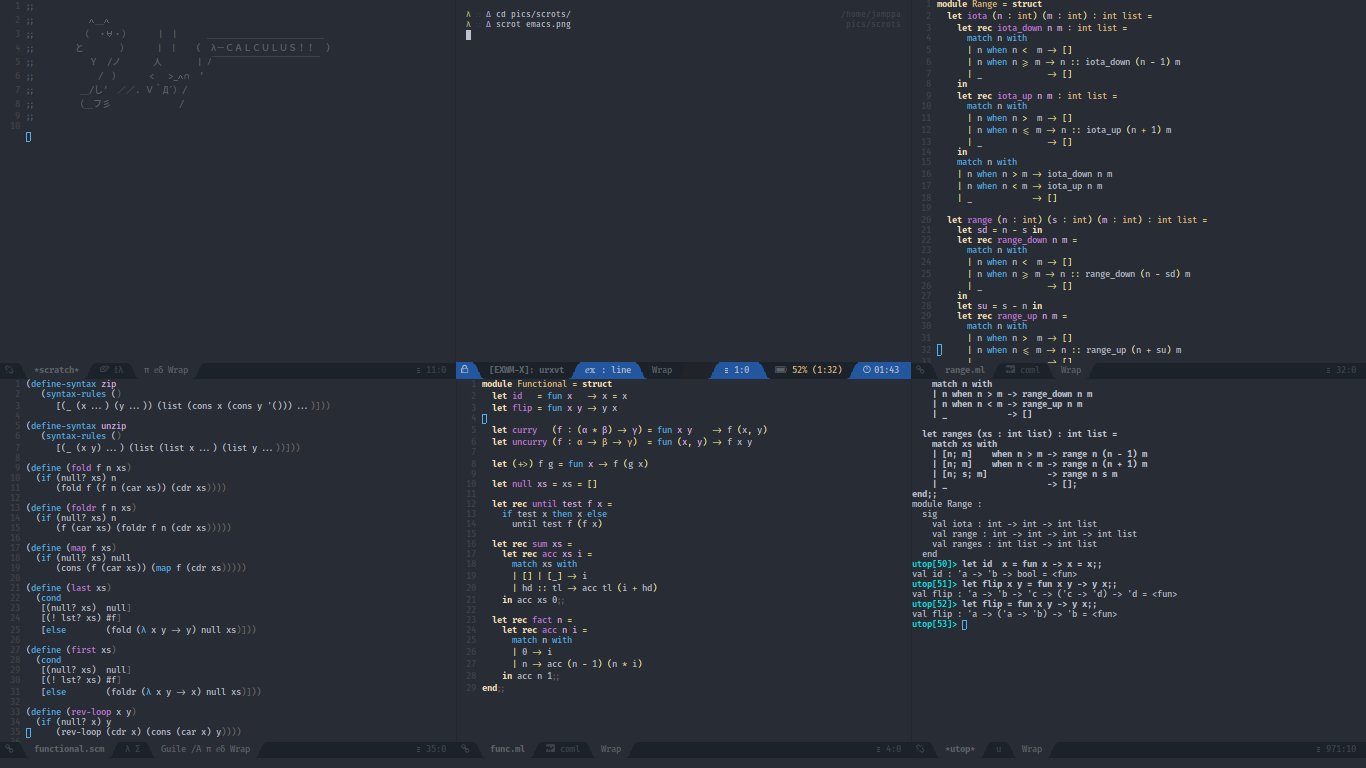 1 ;;
2 ;;
3 ;;
4 ;; λ－ＣＡＬＣＵＬＵＳ！！
5 ;;
6 ;;
7 ;;
8 ;;
9 ;;
10
*scratch* iλ π eб Wrap 11:0
λ Δ cd pics/scrots/ /home/jamppa
λ Δ scrot emacs.png pics/scrots
[EXWM-X]: urxvt ex : line Wrap 1:0 52% (1:32) 01:43
1 module Range = struct
2 let iota (n : int) (m : int) : int list =
3 let rec iota_down n m : int list =
4 match n with
5 | n when n < m → []
6 | n when n ⩾ m → n :: iota_down (n - 1) m
7 | _ → []
8 in
9 let rec iota_up n m : int list =
10 match n with
11 | n when n > m → []
12 | n when n ⩽ m → n :: iota_up (n + 1) m
13 | _ → []
14 in
15 match n with
16 | n when n > m → iota_down n m
17 | n when n < m → iota_up n m
18 | _ → []
19
20 let range (n : int) (s : int) (m : int) : int list =
21 let sd = n - s in
22 let rec range_down n m =
23 match n with
24 | n when n < m → []
25 | n when n ⩾ m → n :: range_down (n - sd) m
26 | _ → []
27 in
28 let su = s - n in
29 let rec range_up n m =
30 match n with
31 | n when n > m → []
32 | n when n ⩽ m → n :: range_up (n + su) m
33 | _ → []
range.ml caml Wrap 32:0
1 (define-syntax zip
2 (syntax-rules ()
3 [(_ (x ...) (y ...)) (list (cons x (cons y '())) ...)]))
4
5 (define-syntax unzip
6 (syntax-rules ()
7 [(_ (x y) ...) (list (list x ...) (list y ...))]))
8
9 (define (fold f n xs)
10 (if (null? xs) n
11 (fold f (f n (car xs)) (cdr xs))))
12
13 (define (foldr f n xs)
14 (if (null? xs) n
15 (f (car xs) (foldr f n (cdr xs)))))
16
17 (define (map f xs)
18 (if (null? xs) null
19 (cons (f (car xs)) (map f (cdr xs)))))
20
21 (define (last xs)
22 (cond
23 [(null? xs) null]
24 [(! lst? xs) #f]
25 [else (fold (λ x y → y) null xs)]))
26
27 (define (first xs)
28 (cond
29 [(null? xs) null]
30 [(! lst? xs) #f]
31 [else (foldr (λ x y → x) null xs)]))
32
33 (define (rev-loop x y)
34 (if (null? x) y
35 (rev-loop (cdr x) (cons (car x) y))))
functional.scm λ Σ Guile /A π eб Wrap 35:0
1 module Functional = struct
2 let id = fun x → x = x
3 let flip = fun x y → y x
4
5 let curry (f : (α * β) → γ) = fun x y → f (x, y)
6 let uncurry (f : α → β → γ) = fun (x, y) → f x y
7
8 let (+>) f g = fun x → f (g x)
9
10 let null xs = xs = []
11
12 let rec until test f x =
13 if test x then x else
14 until test f (f x)
15
16 let rec sum xs =
17 let rec acc xs i =
18 match xs with
19 | [] | [_] → i
20 | hd :: tl → acc tl (i + hd)
21 in acc xs 0;;
22
23 let rec fact n =
24 let rec acc n i =
25 match n with
26 | 0 → i
27 | n → acc (n - 1) (n * i)
28 in acc n 1;;
29 end;;
func.ml caml Wrap 4:0
match n with
| n when n > m -> range_down n m
| n when n < m -> range_up n m
| _ -> []
let ranges (xs : int list) : int list =
match xs with
| [n; m] when n > m -> range n (n - 1) m
| [n; m] when n < m -> range n (n + 1) m
| [n; s; m] -> range n s m
| _ -> [];
end;;
module Range :
sig
val iota : int -> int -> int list
val range : int -> int -> int -> int list
val ranges : int list -> int list
end
utop[50]> let id x = fun x -> x = x;;
val id : 'a -> 'b -> bool = <fun>
utop[51]> let flip x y = fun x y -> y x;;
val flip : 'a -> 'b -> 'c -> ('c -> 'd) -> 'd = <fun>
utop[52]> let flip = fun x y -> y x;;
val flip : 'a -> ('a -> 'b) -> 'b = <fun>
utop[53]>
*utop* u Wrap 971:10